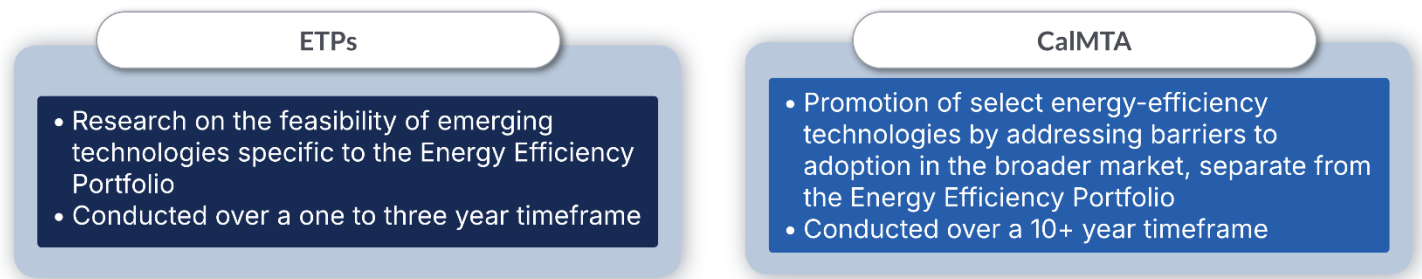 ETPs
• Research on the feasibility of emerging
technologies specific to the Energy Efficiency
Portfolio
• Conducted over a one to three year timeframe
CalMTA
• Promotion of select energy-efficiency
technologies by addressing barriers to
adoption in the broader market, separate from
the Energy Efficiency Portfolio
• Conducted over a 10+ year timeframe